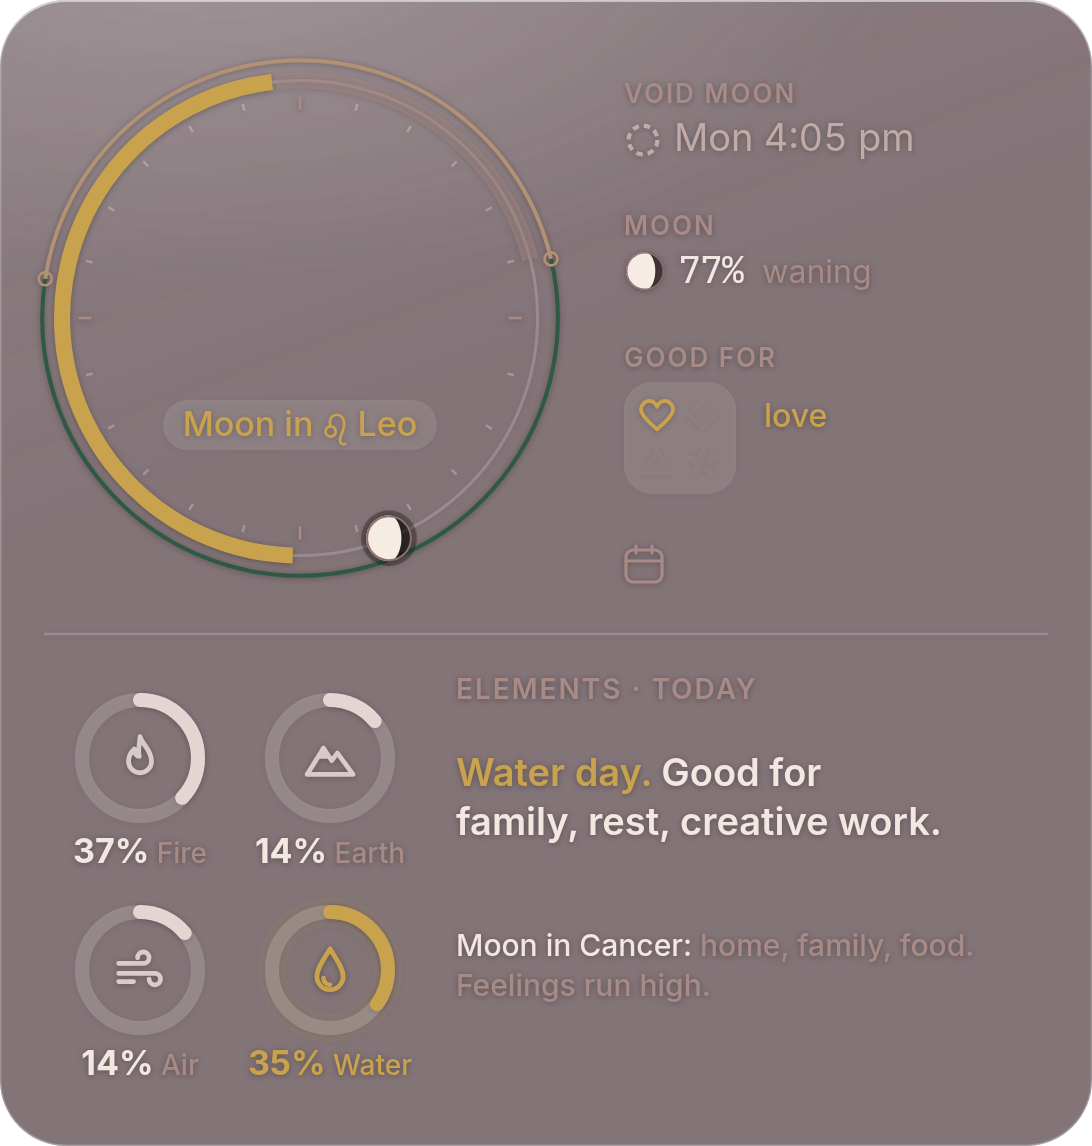 VOID MOON
Mon 4:05 pm
MOON
77% waning
GOOD FOR
love
Moon in ♌ Leo
ELEMENTS · TODAY
Water day. Good for
family, rest, creative work.
37% Fire
14% Earth
Moon in Cancer: home, family, food.
Feelings run high.
14% Air
35% Water